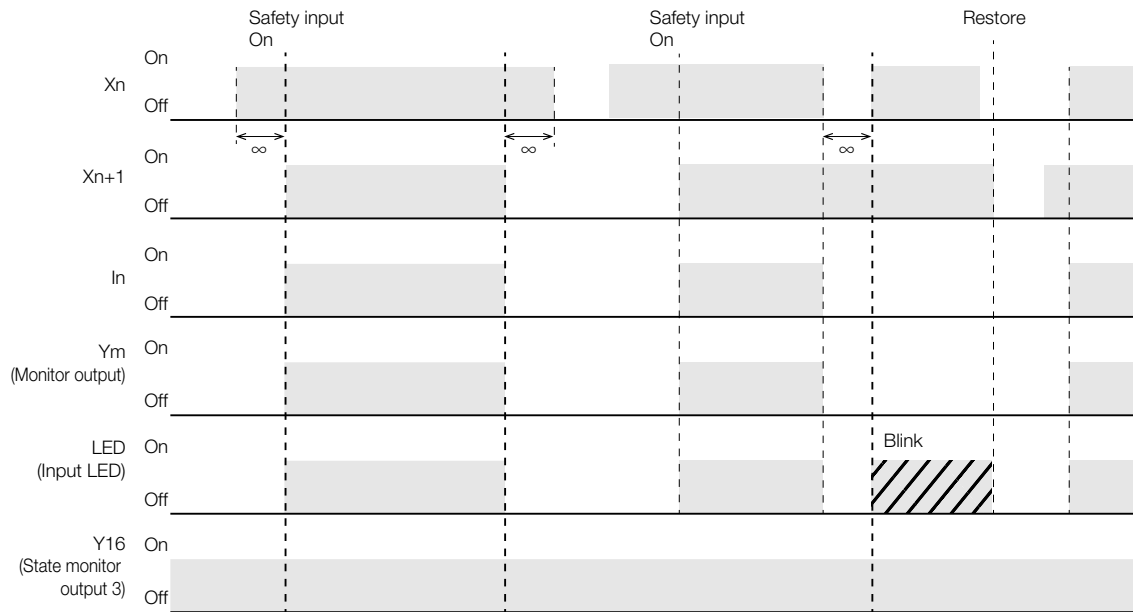 Safety input
On
Safety input
On
Restore
On
Xn
Off
∞
∞
∞
On
Xn+1
Off
On
In
Off
On
Ym
(Monitor output)
Off
On
LED
(Input LED)
Off
Blink
On
Y16
(State monitor
output 3)
Off